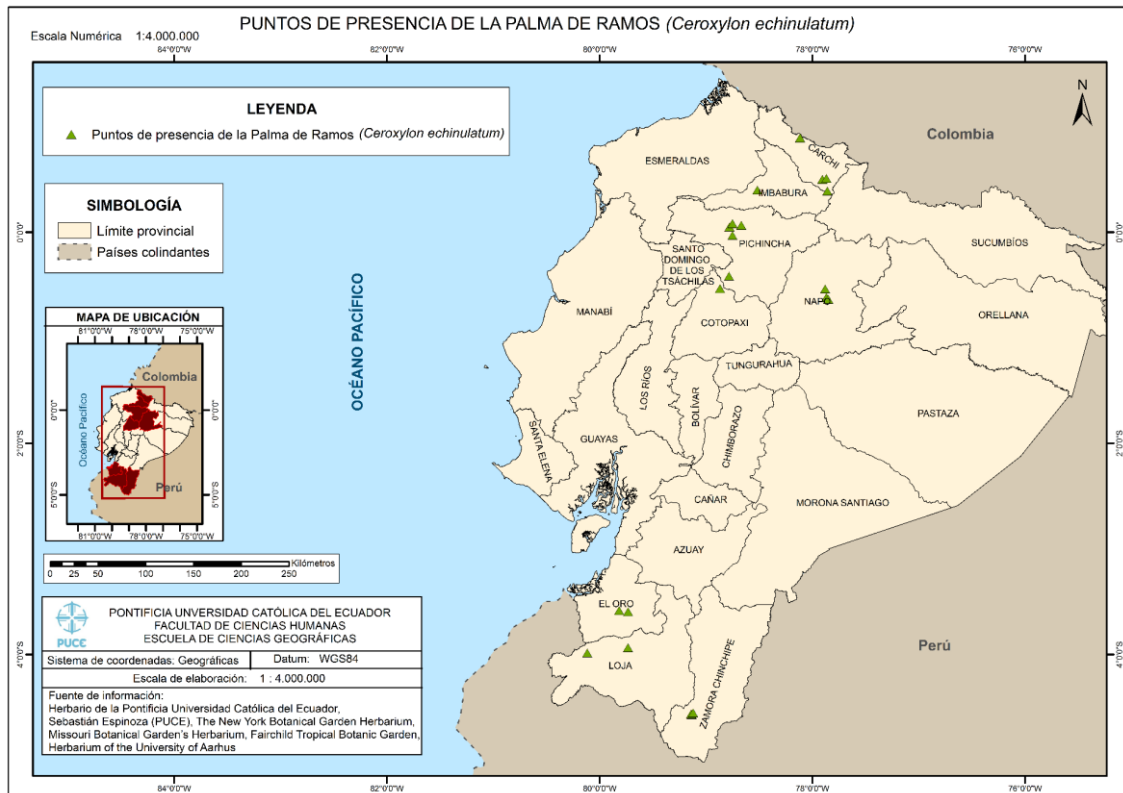 PUNTOS DE PRESENCIA DE LA PALMA DE RAMOS (Ceroxylon echinulatum)
Escala Numérica 1:4.000.000
84°0'0"W
82°0'0"W
80°0'0"W
78°0'0"W
76°0'0"W
LEYENDA
Puntos de presencia de la Palma de Ramos (Ceroxylon echinulatum)
SIMBOLOGÍA
Límite provincial
Países colindantes
MAPA DE UBICACIÓN
81°0'0"W 78°0'0"W 75°0'0"W
Colombia
Océano Pacífico
Perú
0°0'0"
5°0'0"S
0°0'0"
5°0'0"S
81°0'0"W 78°0'0"W 75°0'0"W
Kilómetros
0 25 50 100 150 200 250
PUCE
PONTIFICIA UNVERSIDAD CATÓLICA DEL ECUADOR
FACULTAD DE CIENCIAS HUMANAS
ESCUELA DE CIENCIAS GEOGRÁFICAS
Sistema de coordenadas: Geográficas Datum: WGS84
Escala de elaboración: 1 : 4.000.000
Fuente de información:
Herbario de la Pontificia Universidad Católica del Ecuador,
Sebastián Espinoza (PUCE), The New York Botanical Garden Herbarium,
Missouri Botanical Garden's Herbarium, Fairchild Tropical Botanic Garden,
Herbarium of the University of Aarhus
OCÉANO PACÍFICO
N
Colombia
ESMERALDAS
CARCHI
IMBABURA
PICHINCHA
SUCUMBÍOS
SANTO
DOMINGO
DE LOS
TSÁCHILÁS
NAPO
ORELLANA
MANABÍ
COTOPAXI
TUNGURAHUA
LOS RÍOS
BOLÍVAR
CHIMBORAZO
PASTAZA
SANTA ELENA
GUAYAS
CAÑAR
MORONA SANTIAGO
AZUAY
EL ORO
LOJA
ZAMORA CHINCHIPE
Perú
0°0'0"
2°0'0"S
4°0'0"S
0°0'0"
2°0'0"S
4°0'0"S
84°0'0"W
82°0'0"W
80°0'0"W
78°0'0"W
76°0'0"W